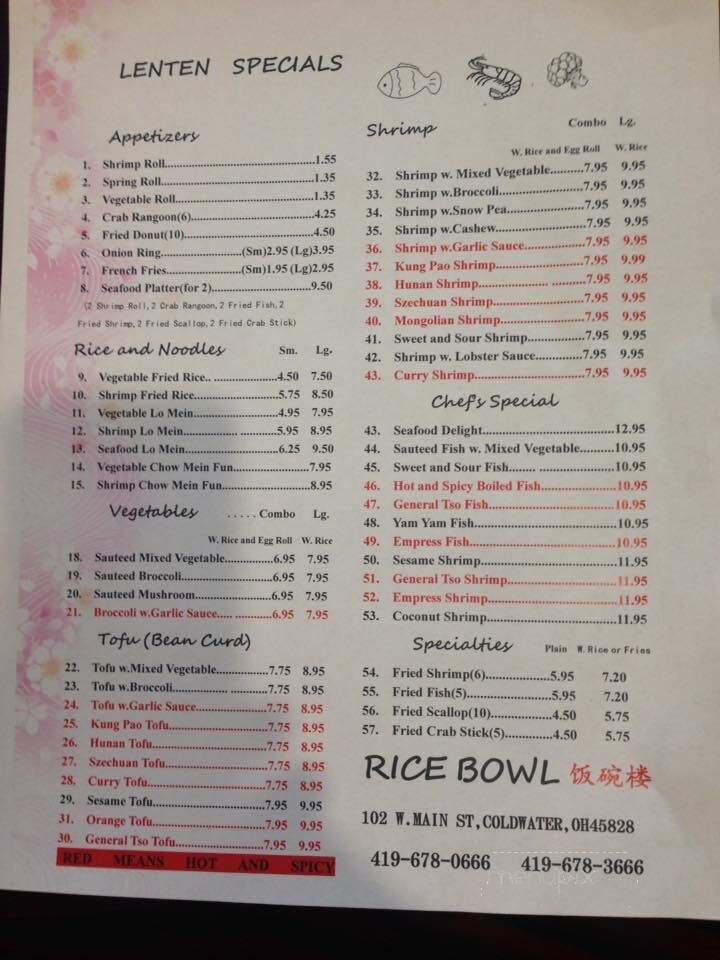 LENTEN SPECIALS
Appetizers
1. Shrimp Roll...1.55
2. Spring Roll...1.35
3. Vegetable Roll...1.35
4. Crab Rangoon(6)...4.25
5. Fried Donut(10)...4.50
6. Onion Ring...(Sm)2.95 (Lg)3.95
7. French Fries...(Sm)1.95 (Lg)2.95
8. Seafood Platter(for 2)...9.50
(2 Shrimp Roll,2 Crab Rangoon,2 Fried Fish,2
Fried Shrimp,2 Fried Scallop,2 Fried Crab Stick)
Rice and Noodles Sm. Lg.
9. Vegetable Fried Rice...4.50 7.50
10. Shrimp Fried Rice...5.75 8.50
11. Vegetable Lo Mein...4.95 7.95
12. Shrimp Lo Mein...5.95 8.95
13. Seafood Lo Mein...6.25 9.50
14. Vegetable Chow Mein Fun...7.95
15. Shrimp Chow Mein Fun...8.95
Vegetables .....Combo Lg.
W. Rice and Egg Roll W. Rice
18. Sauteed Mixed Vegetable...6.95 7.95
19. Sauteed Broccoli...6.95 7.95
20. Sauteed Mushroom...6.95 7.95
21. Broccoli w.Garlic Sauce...6.95 7.95
Tofu (Bean Curd)
22. Tofu w.Mixed Vegetable...7.75 8.95
23. Tofu w.Broccoli...7.75 8.95
24. Tofu w.Garlic Sauce...7.75 8.95
25. Kung Pao Tofu...7.75 8.95
26. Hunan Tofu...7.75 8.95
27. Szechuan Tofu...7.75 8.95
28. Curry Tofu...7.75 8.95
29. Sesame Tofu...7.95 9.95
31. Orange Tofu...7.95 9.95
30. General Tso Tofu...7.95 9.95
RED MEANS HOT AND SPICY
Shrimp Combo Lg.
W. Rice and Egg Roll W. Rice
32. Shrimp w. Mixed Vegetable...7.95 9.95
33. Shrimp w.Broccoli...7.95 9.95
34. Shrimp w.Snow Pea...7.95 9.95
35. Shrimp w.Cashew...7.95 9.95
36. Shrimp w.Garlic Sauce...7.95 9.95
37. Kung Pao Shrimp...7.95 9.99
38. Hunan Shrimp...7.95 9.95
39. Szechuan Shrimp...7.95 9.95
40. Mongolian Shrimp...7.95 9.95
41. Sweet and Sour Shrimp...7.95 9.95
42. Shrimp w. Lobster Sauce...7.95 9.95
43. Curry Shrimp...7.95 9.95
Chef's Special
43. Seafood Delight...12.95
44. Sauteed Fish w. Mixed Vegetable...10.95
45. Sweet and Sour Fish...10.95
46. Hot and Spicy Boiled Fish...10.95
47. General Tso Fish...10.95
48. Yam Yam Fish...10.95
49. Empress Fish...10.95
50. Sesame Shrimp...11.95
51. General Tso Shrimp...11.95
52. Empress Shrimp...11.95
53. Coconut Shrimp...11.95
Specialties Plain W. Rice or Fries
54. Fried Shrimp(6)...5.95 7.20
55. Fried Fish(5)...5.95 7.20
56. Fried Scallop(10)...4.50 5.75
57. Fried Crab Stick(5)...4.50 5.75
RICE BOWL 饭碗楼
102 W.MAIN ST,COLDWATER,OH45828
419-678-0666 419-678-3666
menupix